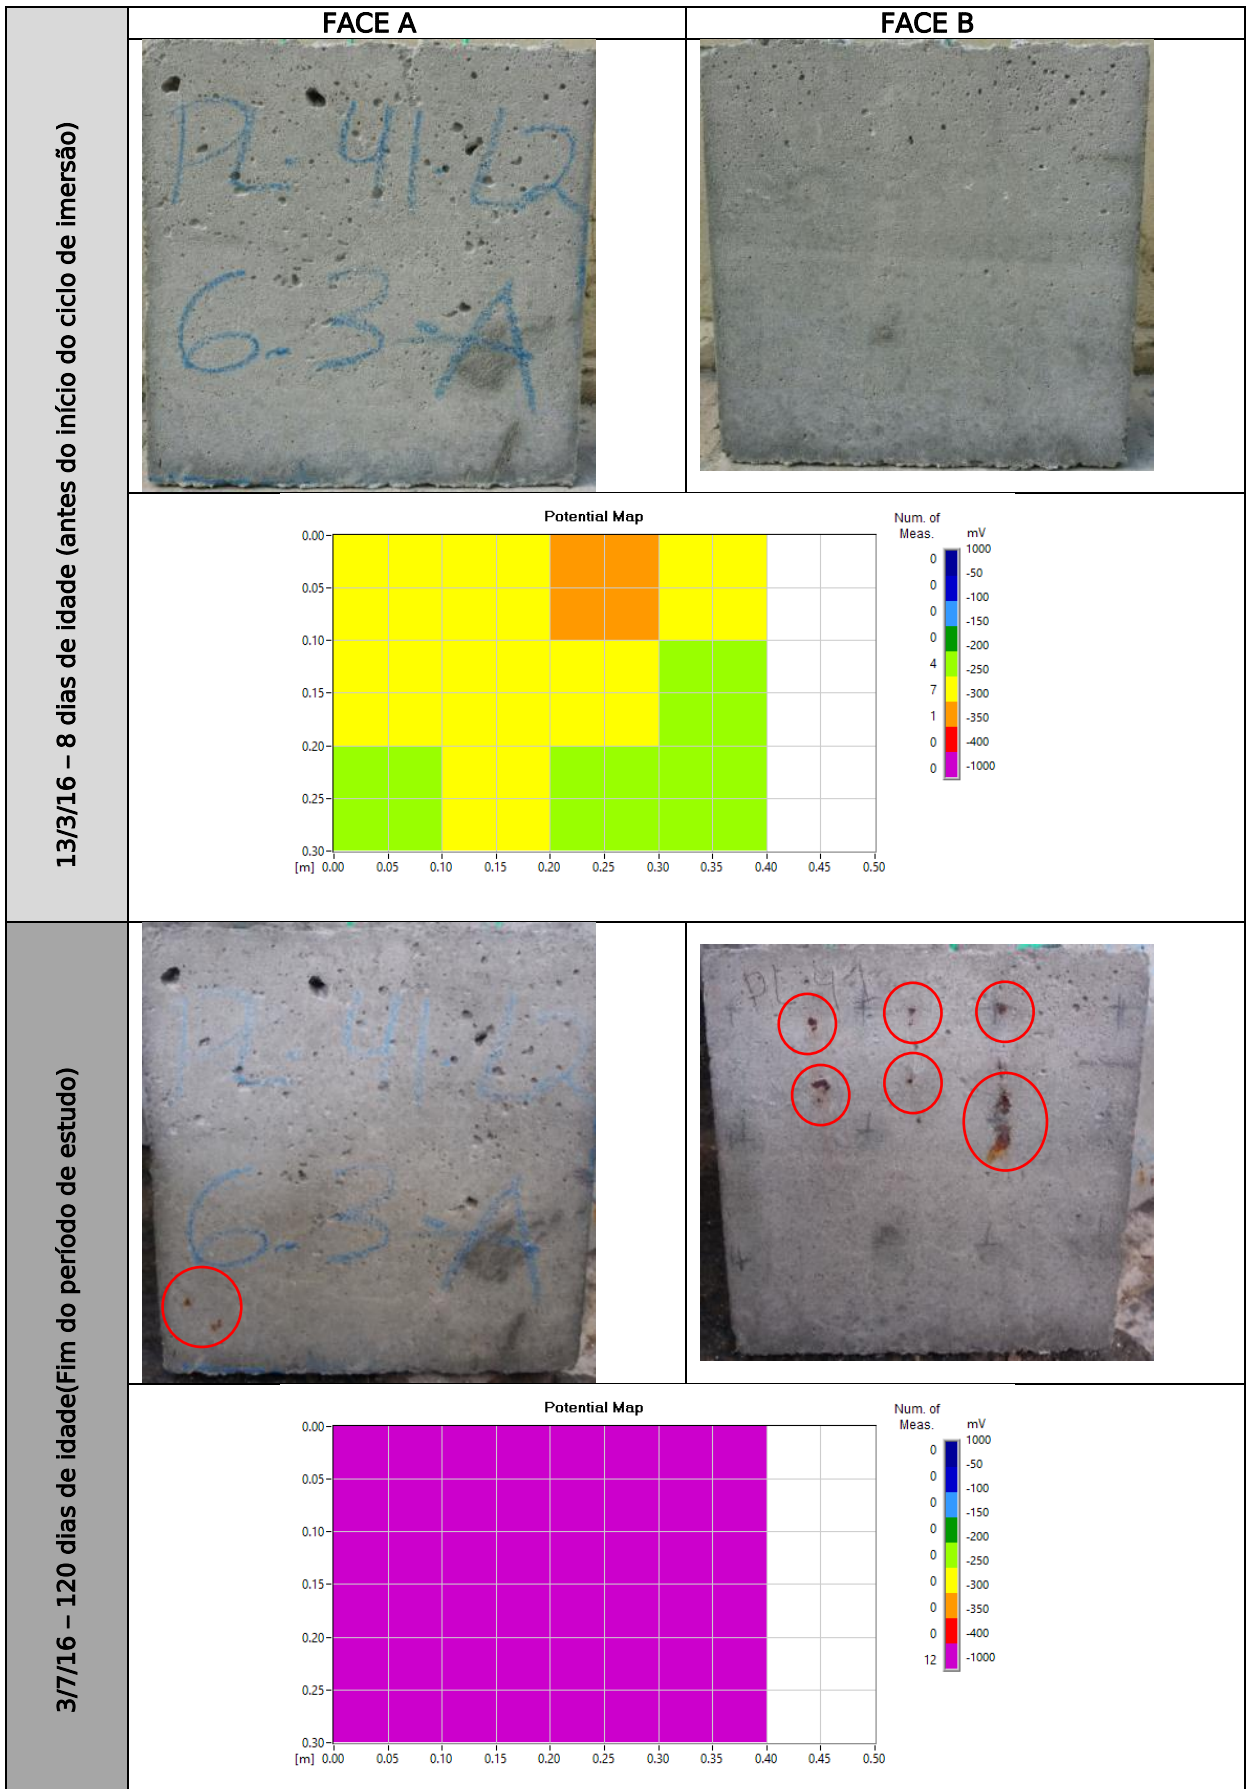 FACE A
FACE B
13/3/16 – 8 dias de idade (antes do início do ciclo de imersão)
PL-41-L2
6-3-A
Potential Map
Num. of
Meas.
mV
0.00
0.05
0.10
0.15
0.20
0.25
0.30
[m] 0.00 0.05 0.10 0.15 0.20 0.25 0.30 0.35 0.40 0.45 0.50
1000
0
-50
0
-100
0
-150
0
-200
4
-250
7
-300
1
-350
0
-400
0
-1000
3/7/16 – 120 dias de idade(Fim do período de estudo)
PL-41-L2
6-3-A
PL-41
Potential Map
Num. of
Meas.
mV
0.00
0.05
0.10
0.15
0.20
0.25
0.30
[m] 0.00 0.05 0.10 0.15 0.20 0.25 0.30 0.35 0.40 0.45 0.50
1000
0
-50
0
-100
0
-150
0
-200
0
-250
0
-300
0
-350
0
-400
12
-1000